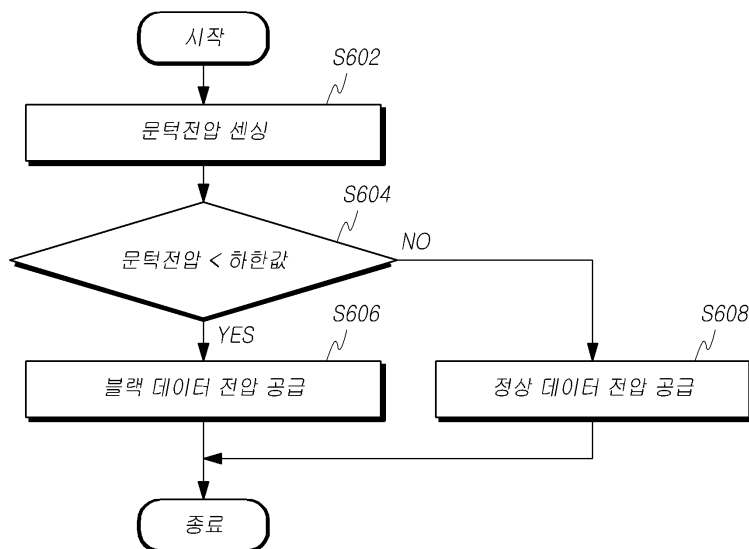 시작
S602
문턱전압 센싱
S604
문턱전압 < 하한값
NO
YES
S606
S608
블랙 데이터 전압 공급
정상 데이터 전압 공급
종료